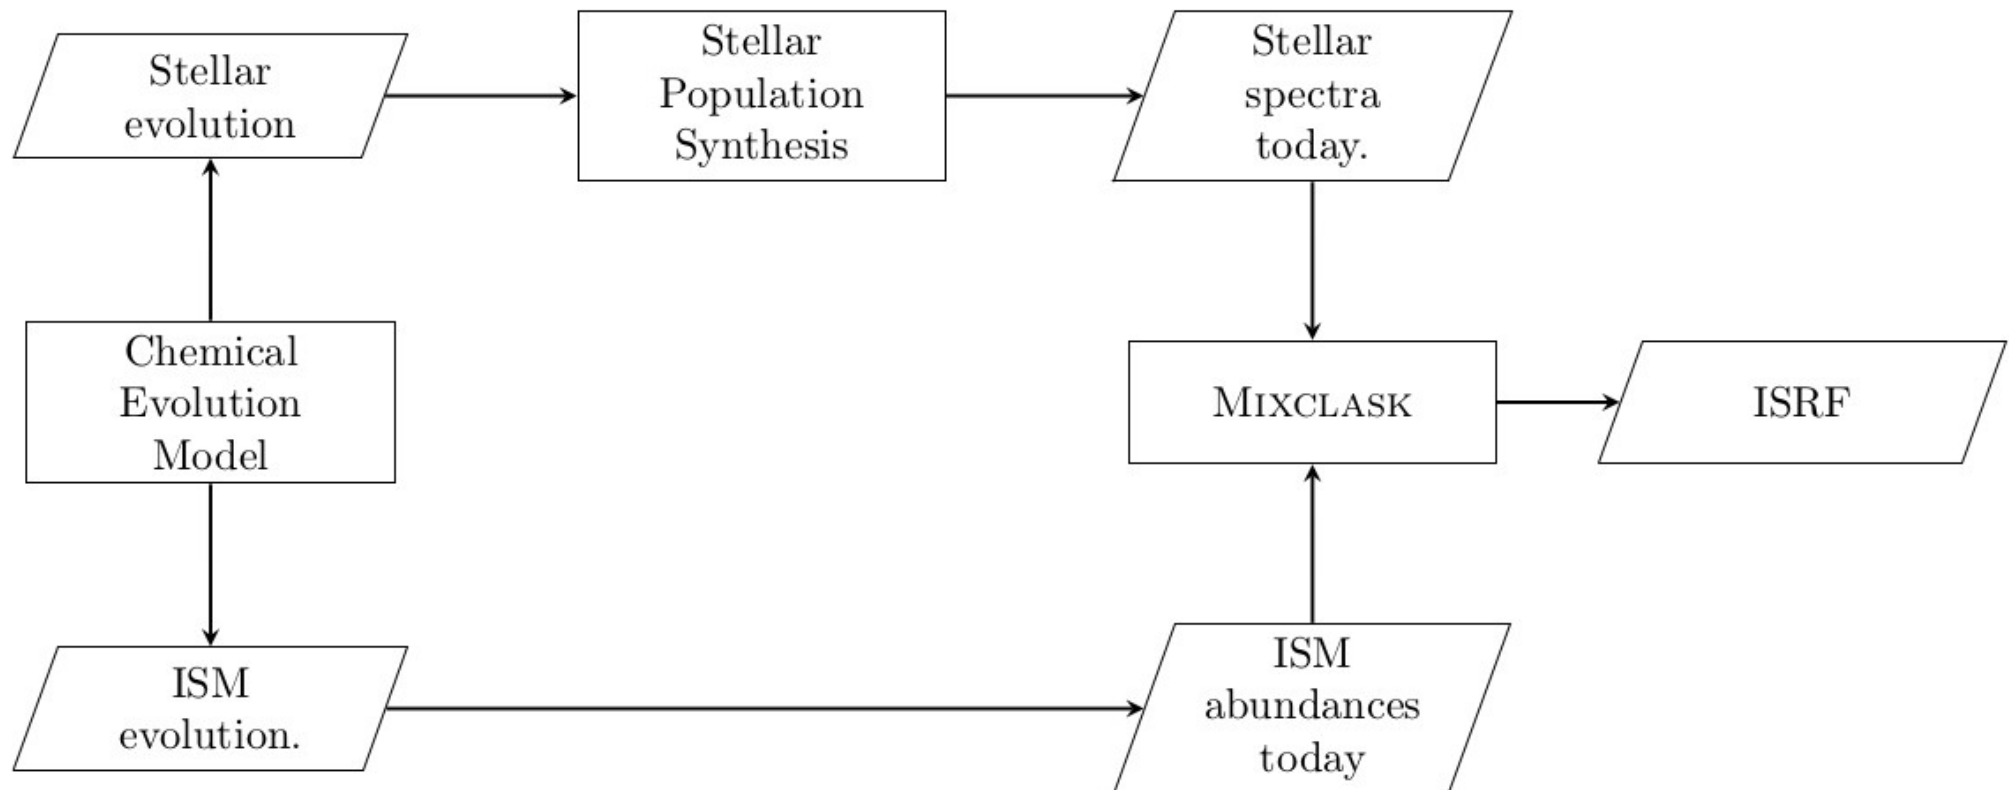 Stellar
evolution
Stellar
Population
Synthesis
Stellar
spectra
today.
Chemical
Evolution
Model
MIXCLASK
ISRF
ISM
evolution.
ISM
abundances
today